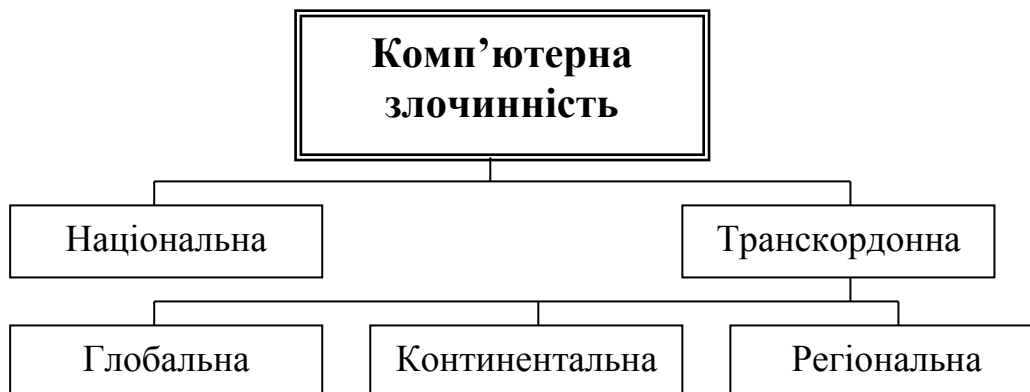 Комп’ютерна
злочинність
Національна
Транскордонна
Глобальна
Континентальна
Регіональна